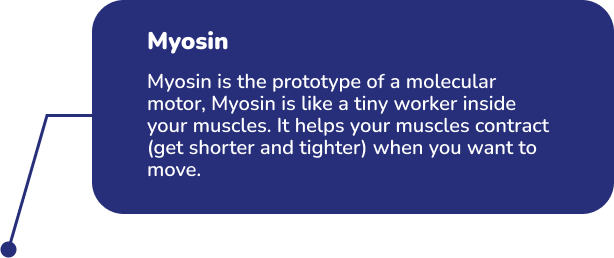 Myosin
Myosin is the prototype of a molecular
motor, Myosin is like a tiny worker inside
your muscles. It helps your muscles contract
(get shorter and tighter) when you want to
move.